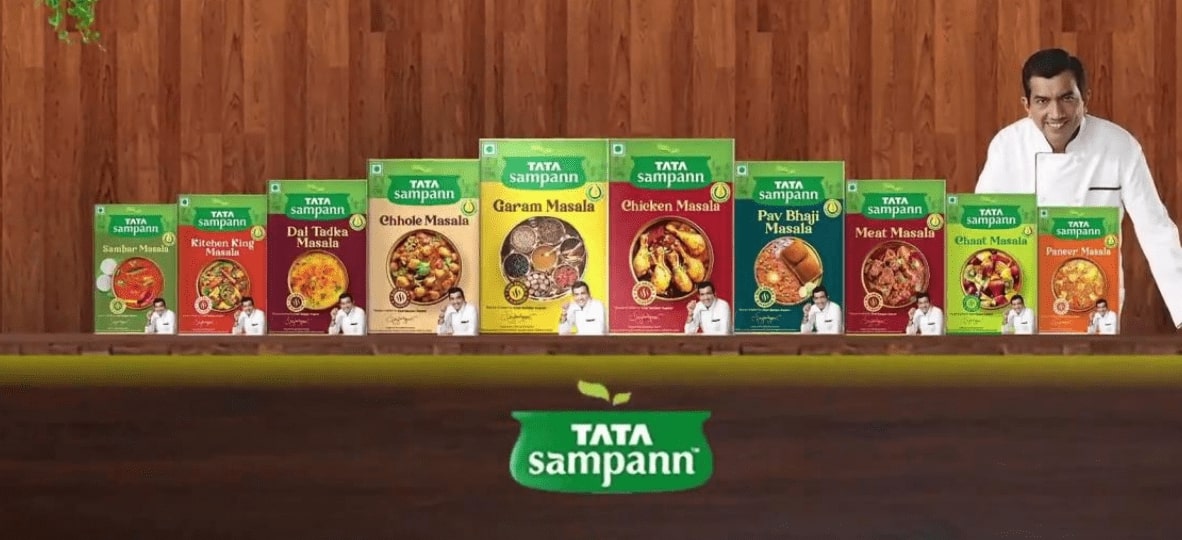 TATA
sampann
Sambar Masala
TATA
sampann
Kitchen King
Masala
TATA
sampann
Dal Tadka
Masala
TATA
sampann
Chhole Masala
TATA
sampann
Garam Masala
TATA
sampann
Chicken Masala
TATA
sampann
Pav Bhaji
Masala
TATA
sampann
Meat Masala
TATA
sampann
Chaat Masala
TATA
sampann
Paneer Masala
TATA
sampann™